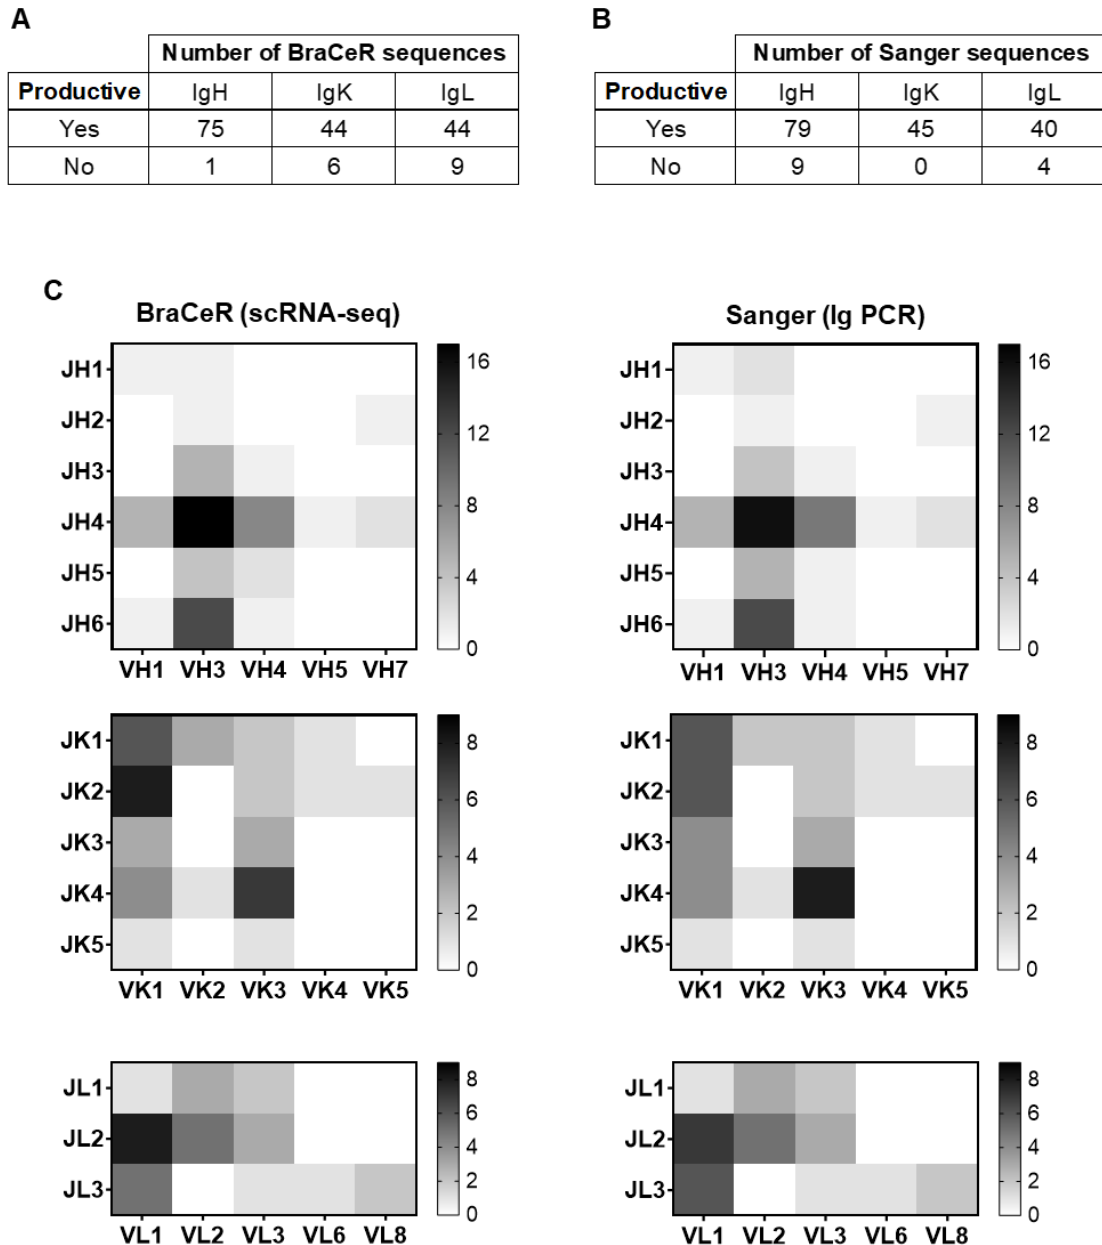 A
Number of BraCeR sequences
Productive IgH IgK IgL
Yes 75 44 44
No 1 6 9
B
Number of Sanger sequences
Productive IgH IgK IgL
Yes 79 45 40
No 9 0 4
C
BraCeR (scRNA-seq)
JH1
JH2
JH3
JH4
JH5
JH6
VH1 VH3 VH4 VH5 VH7
16
12
8
4
0
Sanger (Ig PCR)
JH1
JH2
JH3
JH4
JH5
JH6
VH1 VH3 VH4 VH5 VH7
16
12
8
4
0
JK1
JK2
JK3
JK4
JK5
VK1 VK2 VK3 VK4 VK5
8
6
4
2
0
JK1
JK2
JK3
JK4
JK5
VK1 VK2 VK3 VK4 VK5
8
6
4
2
0
JL1
JL2
JL3
VL1 VL2 VL3 VL6 VL8
8
6
4
2
0
JL1
JL2
JL3
VL1 VL2 VL3 VL6 VL8
8
6
4
2
0